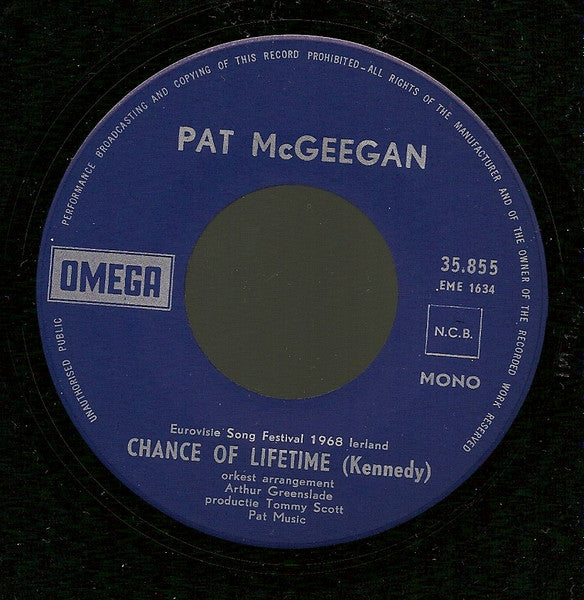 UNAUTHORISED PUBLIC PERFORMANCE BROADCASTING AND COPYING OF THIS RECORD PROHIBITED—ALL RIGHTS OF THE MANUFACTURER AND OF THE OWNER OF THE RECORDED WORK RESERVED
PAT McGEEGAN
OMEGA
35.855
EME 1634
N.C.B.
MONO
Eurovisie Song Festival 1968 Ierland
CHANCE OF LIFETIME (Kennedy)
orkest arrangement
Arthur Greenslade
productie Tommy Scott
Pat Music